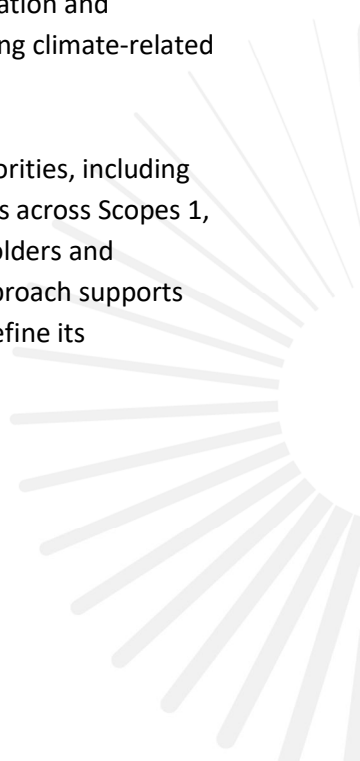 ation and
ng climate-related
orities, including
s across Scopes 1,
olders and
proach supports
efine its